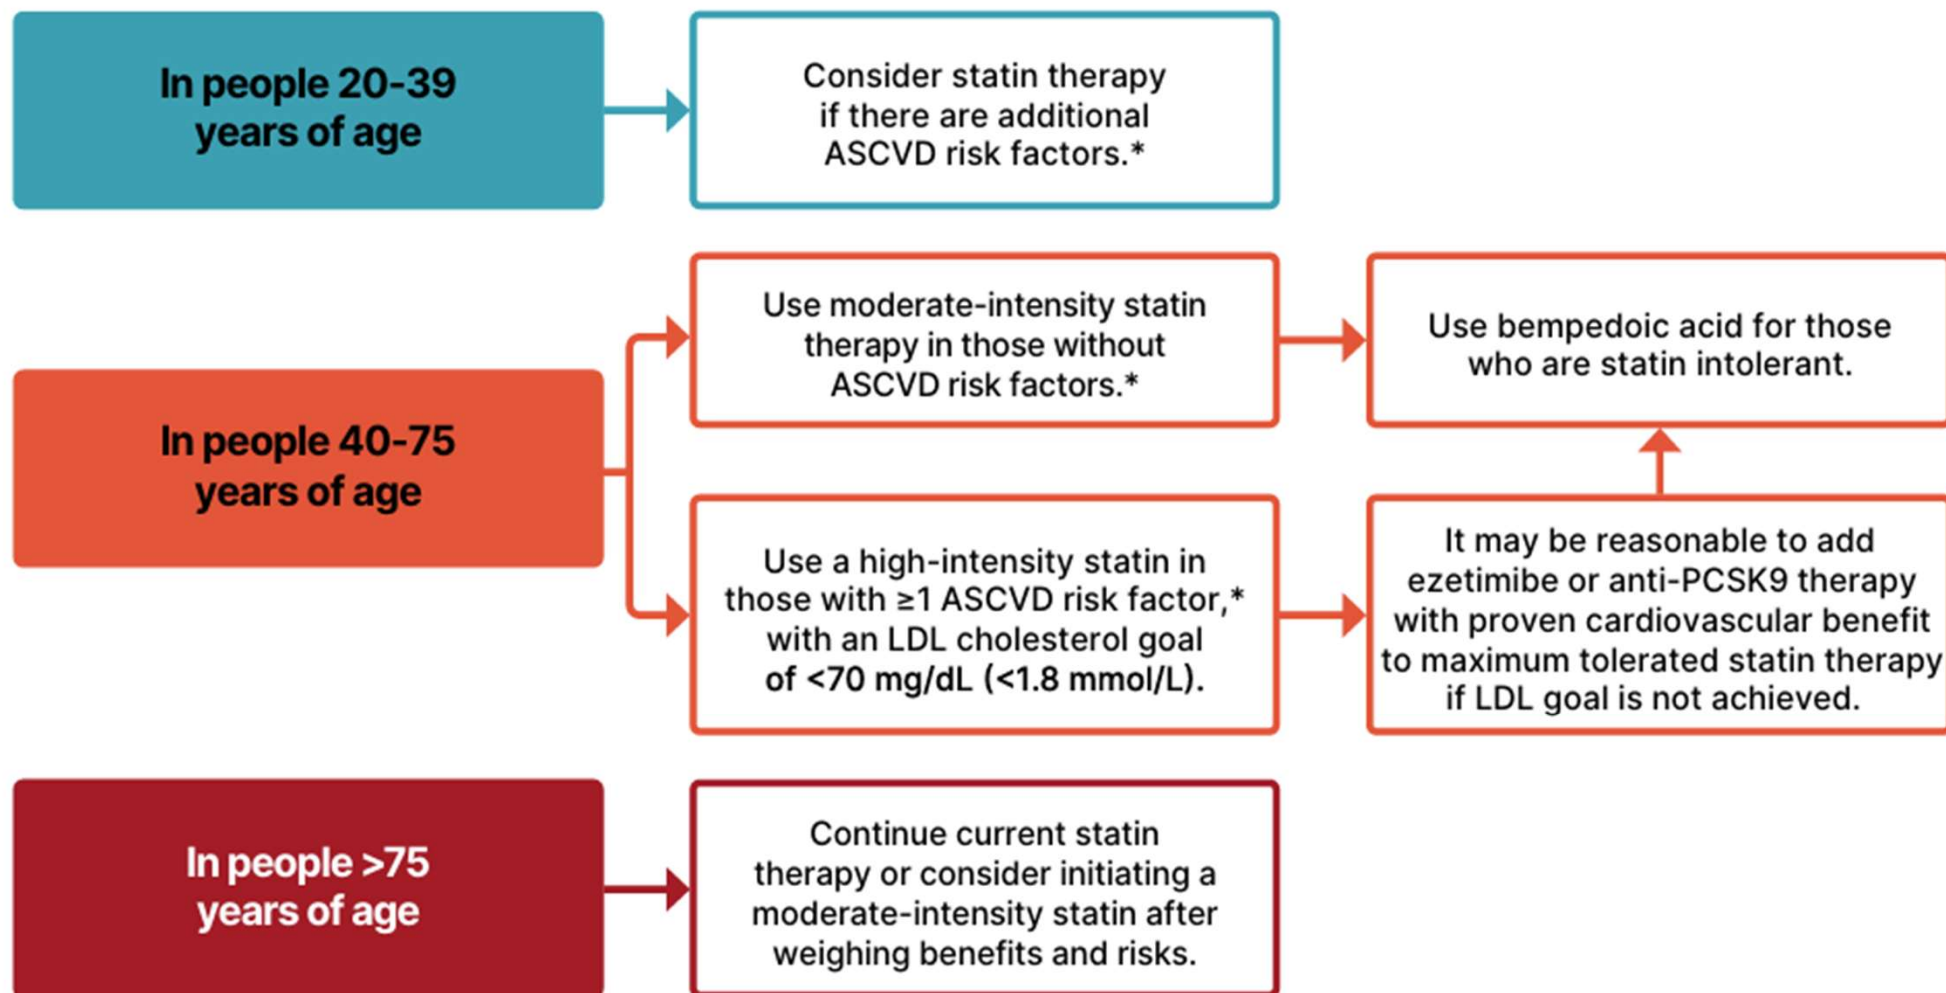 In people 20-39
years of age
Consider statin therapy
if there are additional
ASCVD risk factors.*
In people 40-75
years of age
Use moderate-intensity statin
therapy in those without
ASCVD risk factors.*
Use bempedoic acid for those
who are statin intolerant.
Use a high-intensity statin in
those with ≥1 ASCVD risk factor,*
with an LDL cholesterol goal
of <70 mg/dL (<1.8 mmol/L).
It may be reasonable to add
ezetimibe or anti-PCSK9 therapy
with proven cardiovascular benefit
to maximum tolerated statin therapy
if LDL goal is not achieved.
In people >75
years of age
Continue current statin
therapy or consider initiating a
moderate-intensity statin after
weighing benefits and risks.